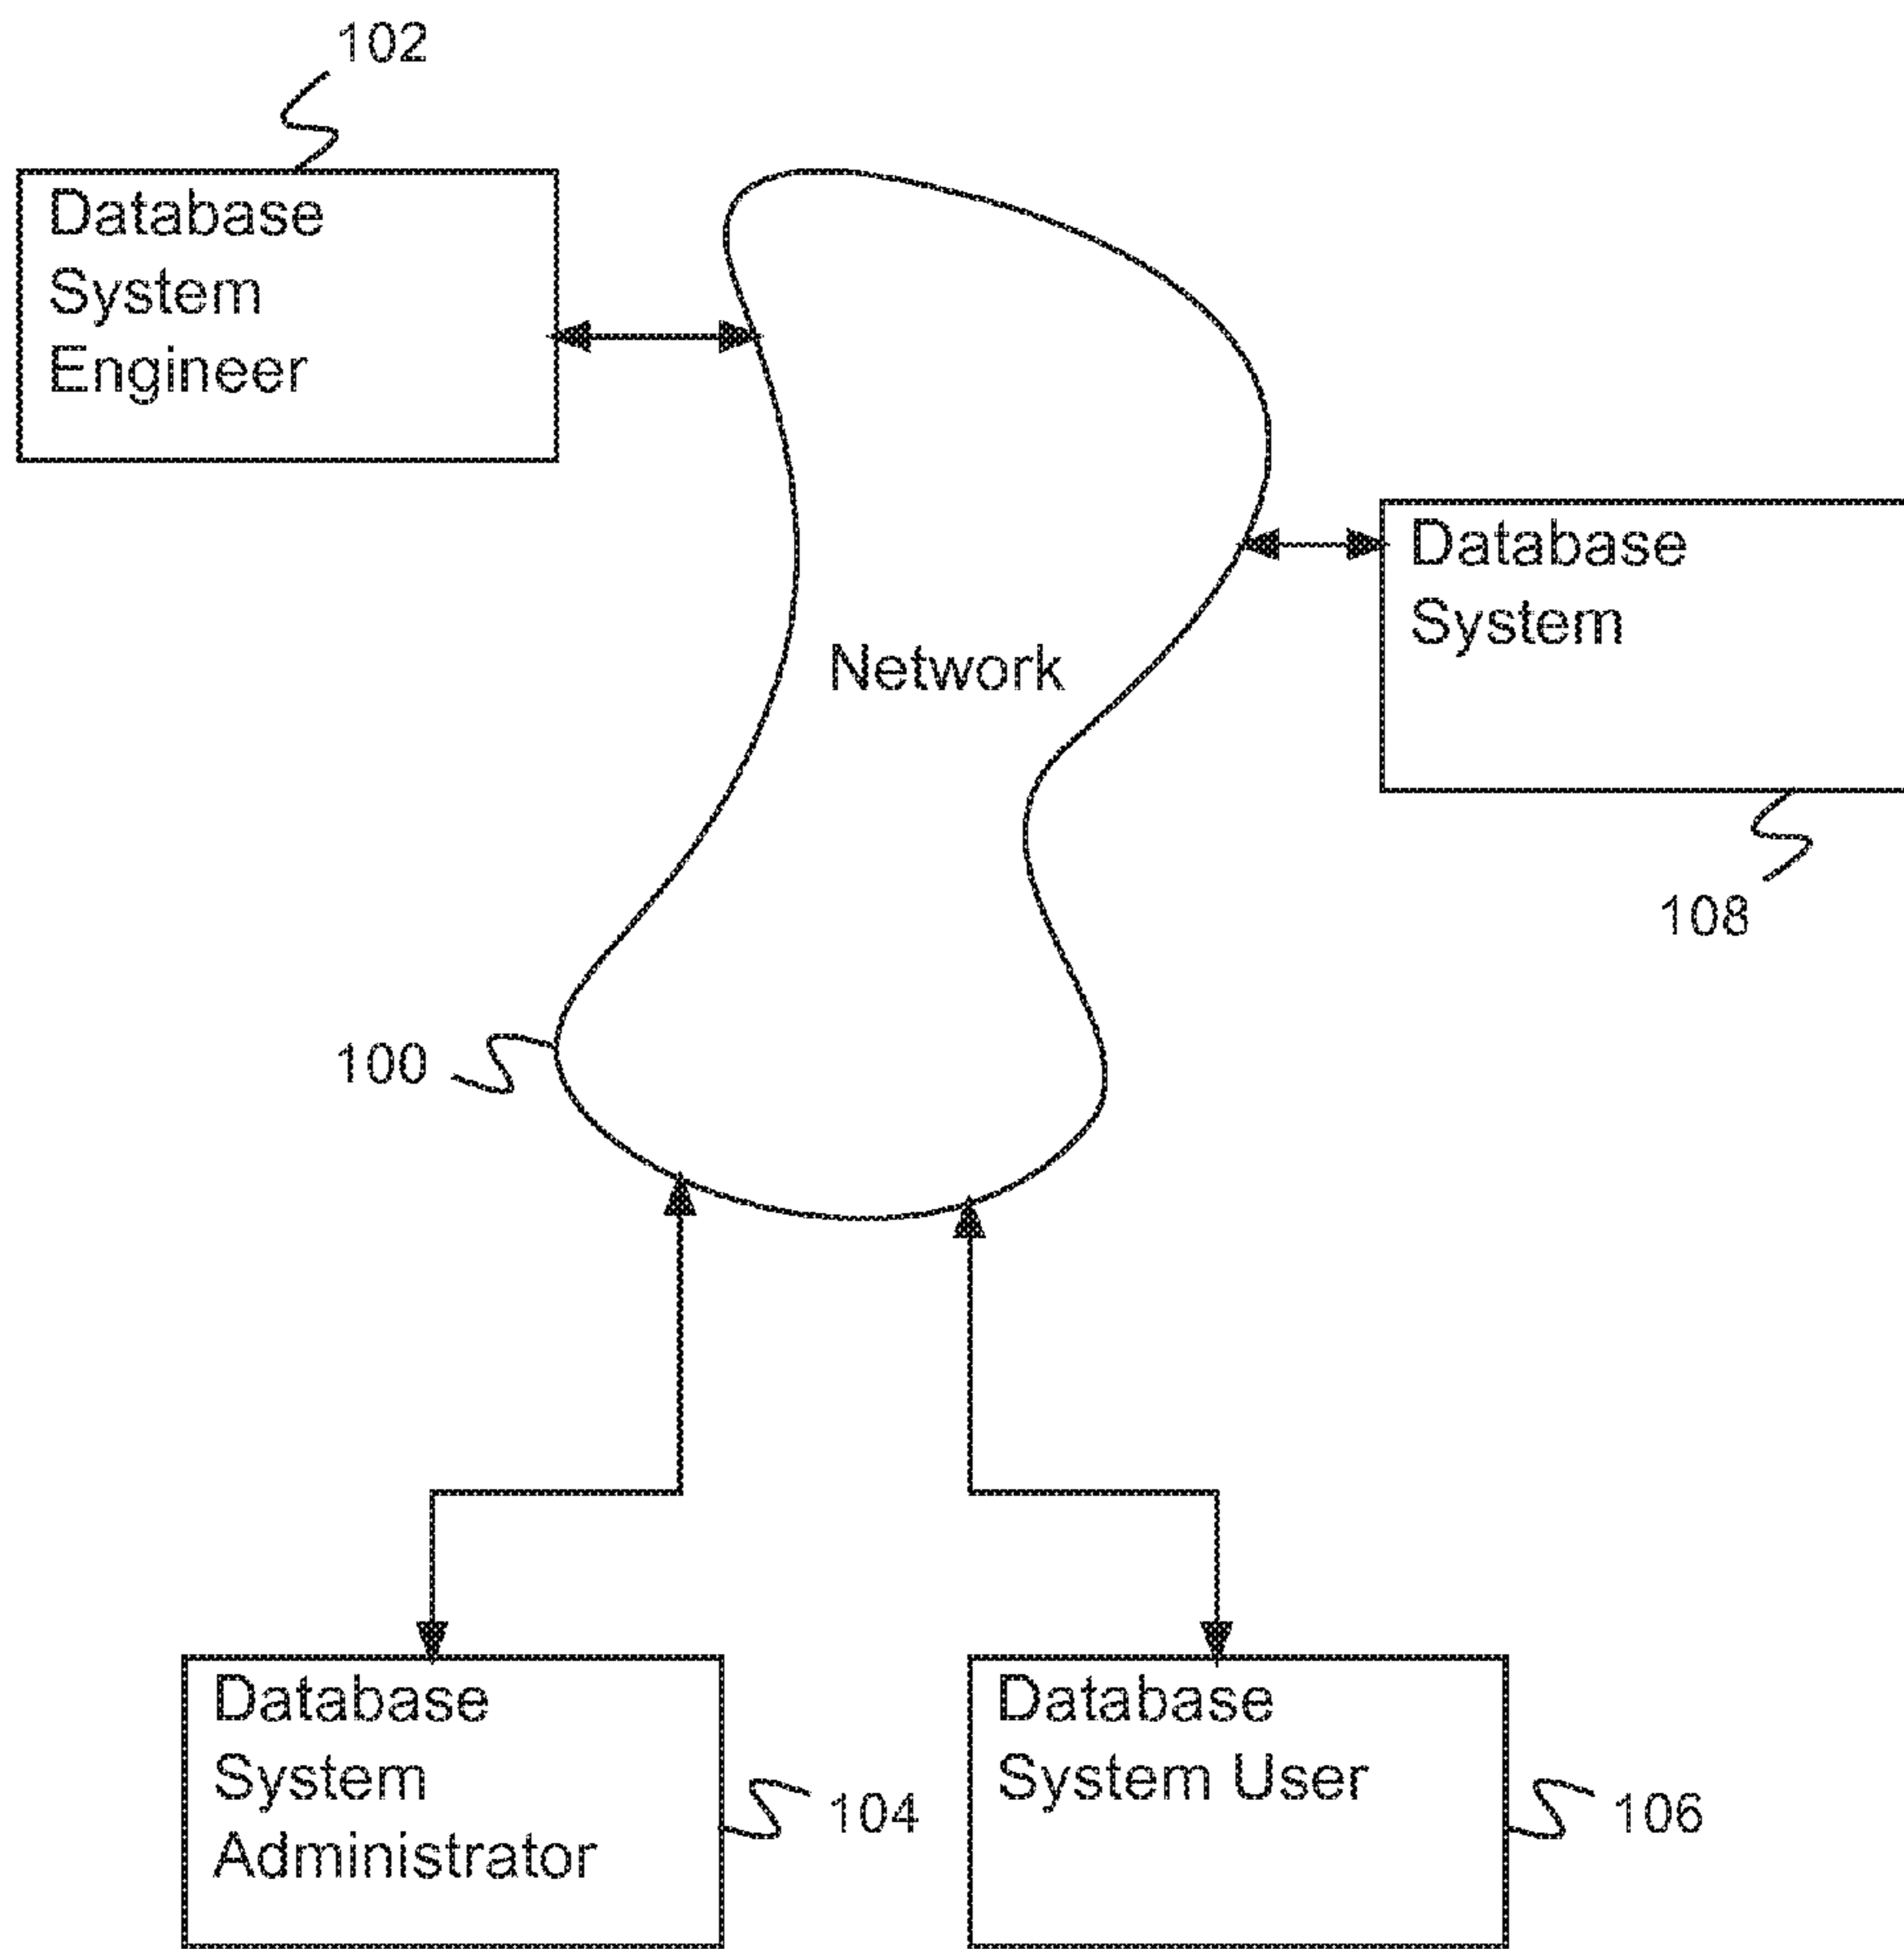 102
Database
System
Engineer
Database
System
Network
108
100
Database
System
Administrator
104
Database
System User
106